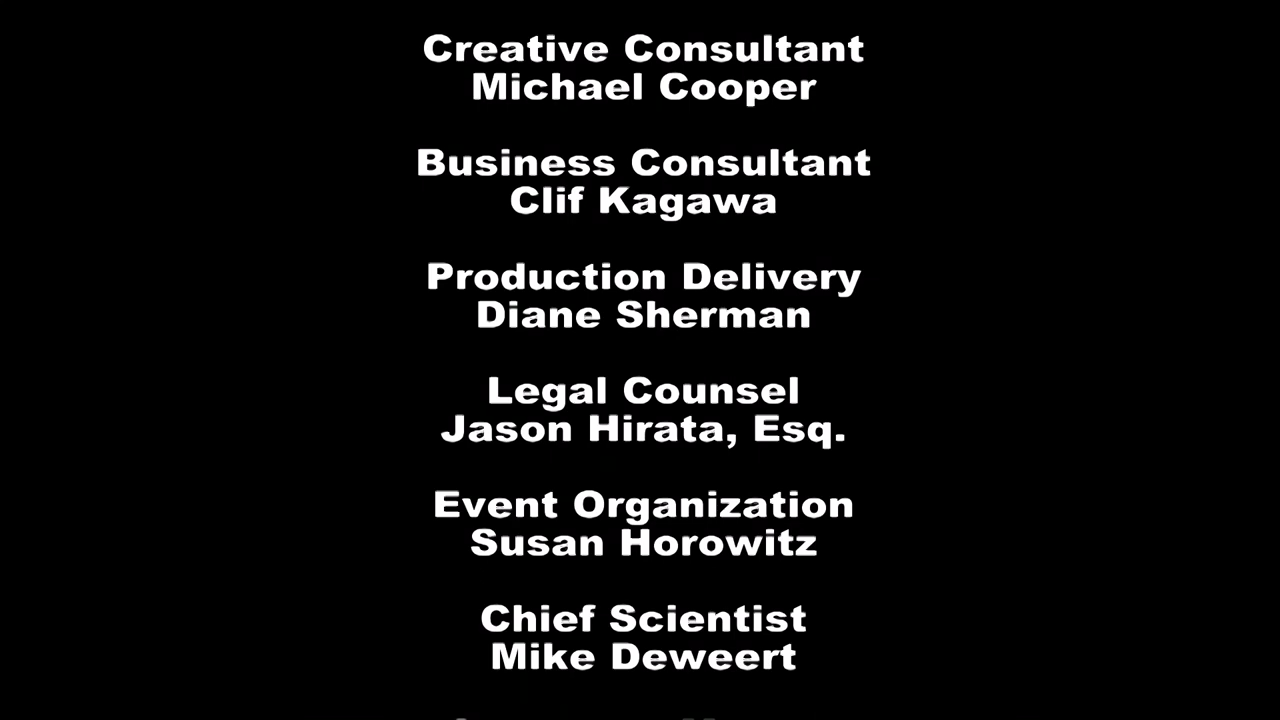 Creative Consultant
Michael Cooper
Business Consultant
Clif Kagawa
Production Delivery
Diane Sherman
Legal Counsel
Jason Hirata, Esq.
Event Organization
Susan Horowitz
Chief Scientist
Mike Deweert